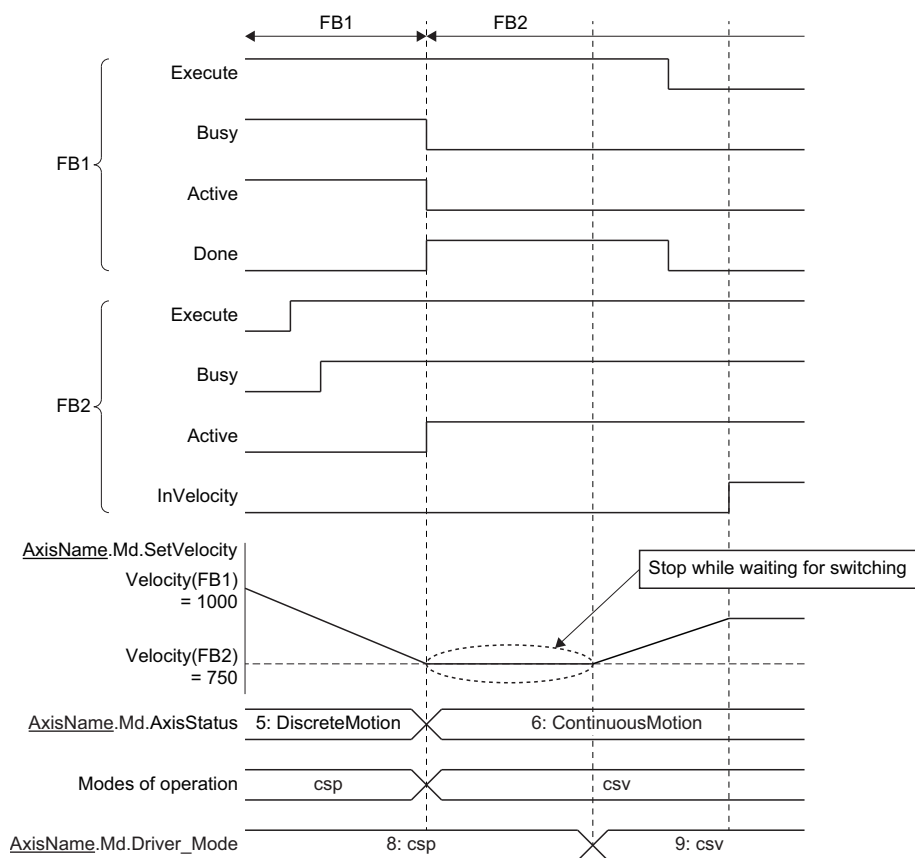 FB1
FB2
Execute
Busy
FB1
Active
Done
Execute
Busy
FB2
Active
InVelocity
AxisName.Md.SetVelocity
Stop while waiting for switching
Velocity(FB1)
= 1000
Velocity(FB2)
= 750
AxisName.Md.AxisStatus
5: DiscreteMotion
6: ContinuousMotion
Modes of operation
csp
csv
AxisName.Md.Driver_Mode
8: csp
9: csv